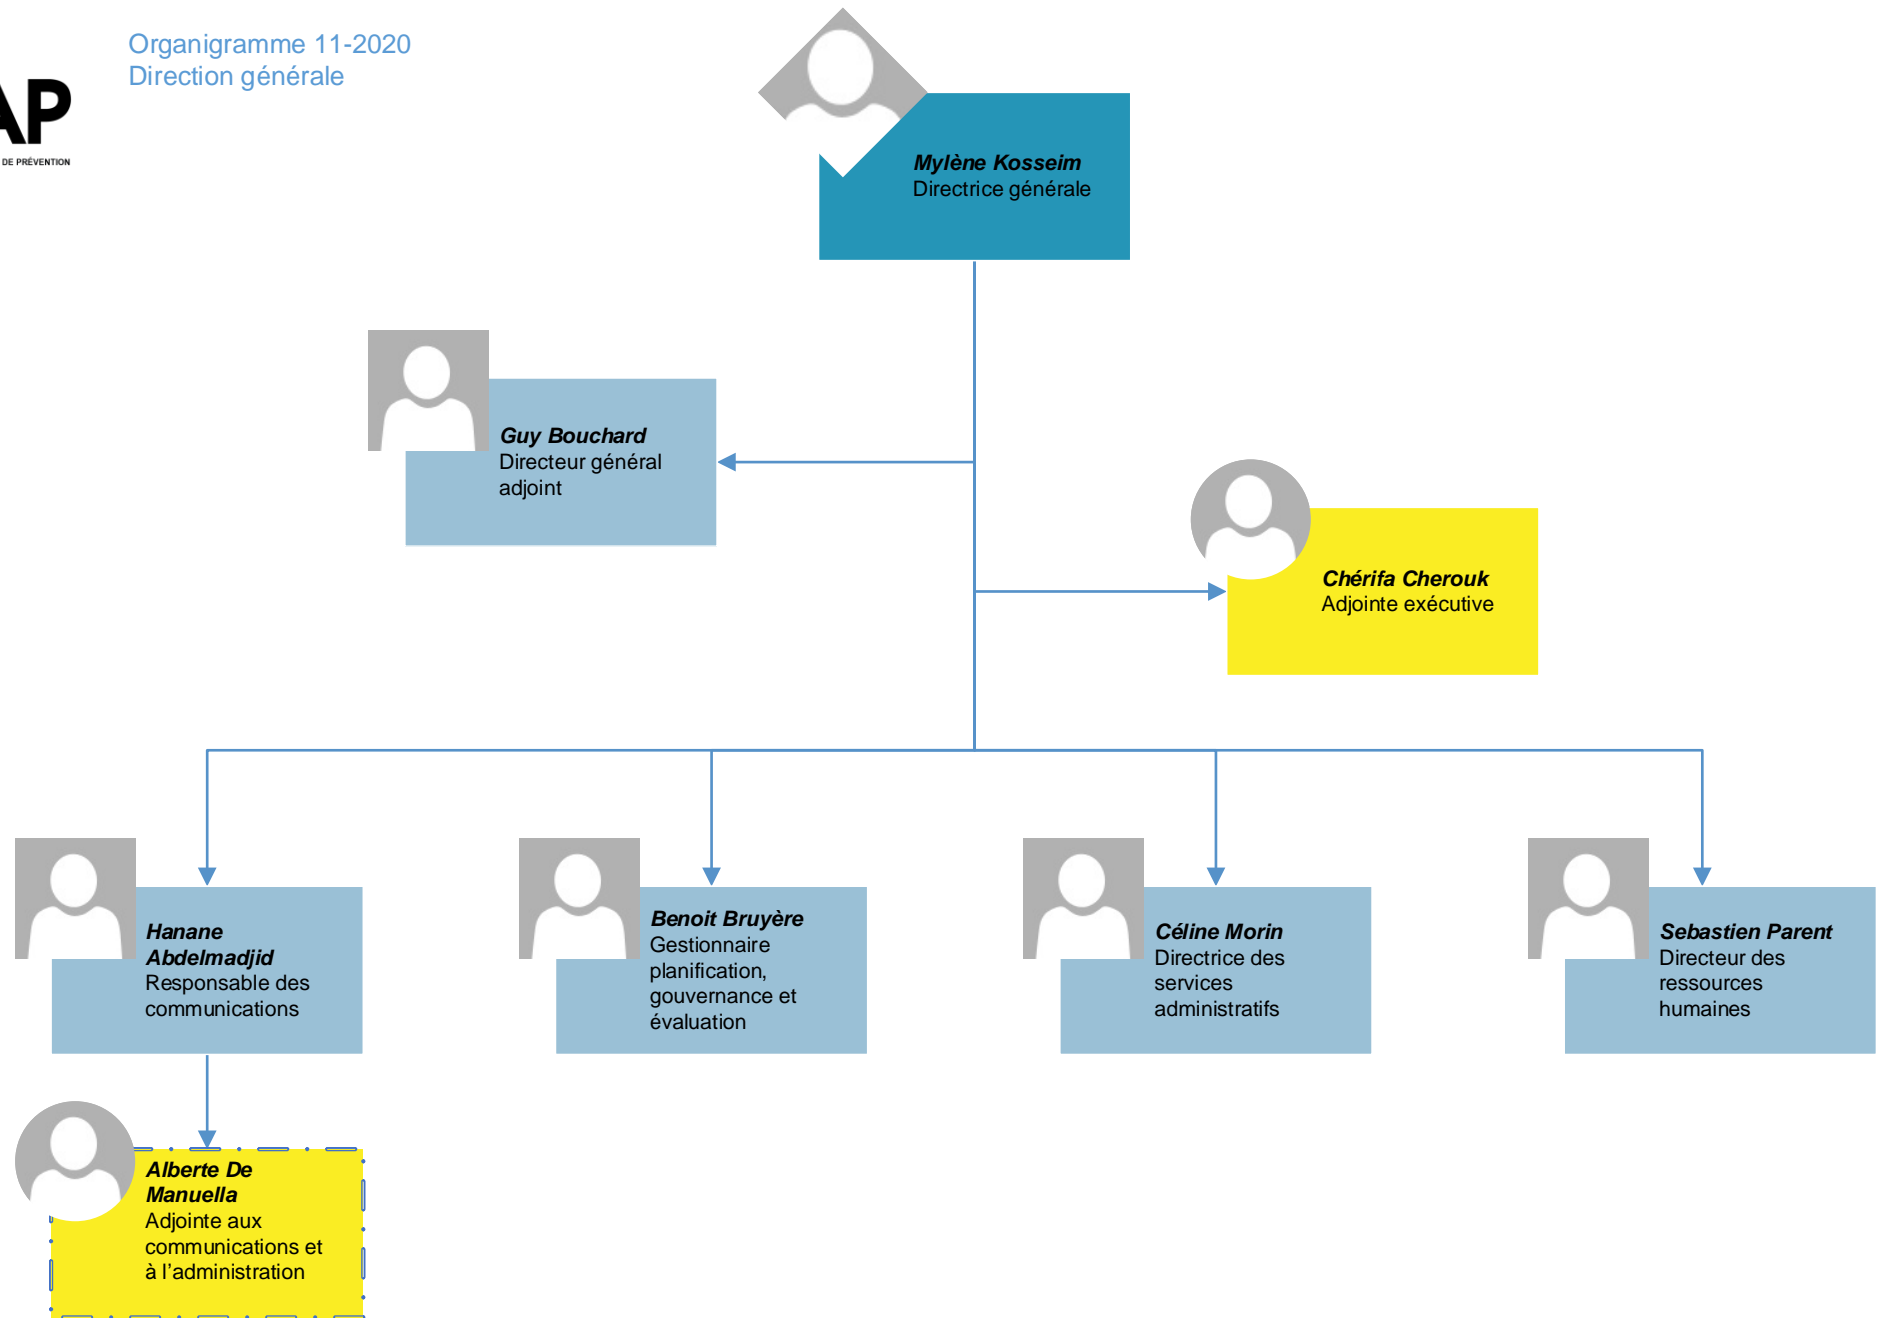 Organigramme 11-2020
Direction générale
AP
DE PRÉVENTION
Mylène Kosseim
Directrice générale
Guy Bouchard
Directeur général
adjoint
Chérifa Cherouk
Adjointe exécutive
Hanane
Abdelmadjid
Responsable des
communications
Benoit Bruyère
Gestionnaire
planification,
gouvernance et
évaluation
Céline Morin
Directrice des
services
administratifs
Sebastien Parent
Directeur des
ressources
humaines
Alberte De
Manuella
Adjointe aux
communications et
à l’administration